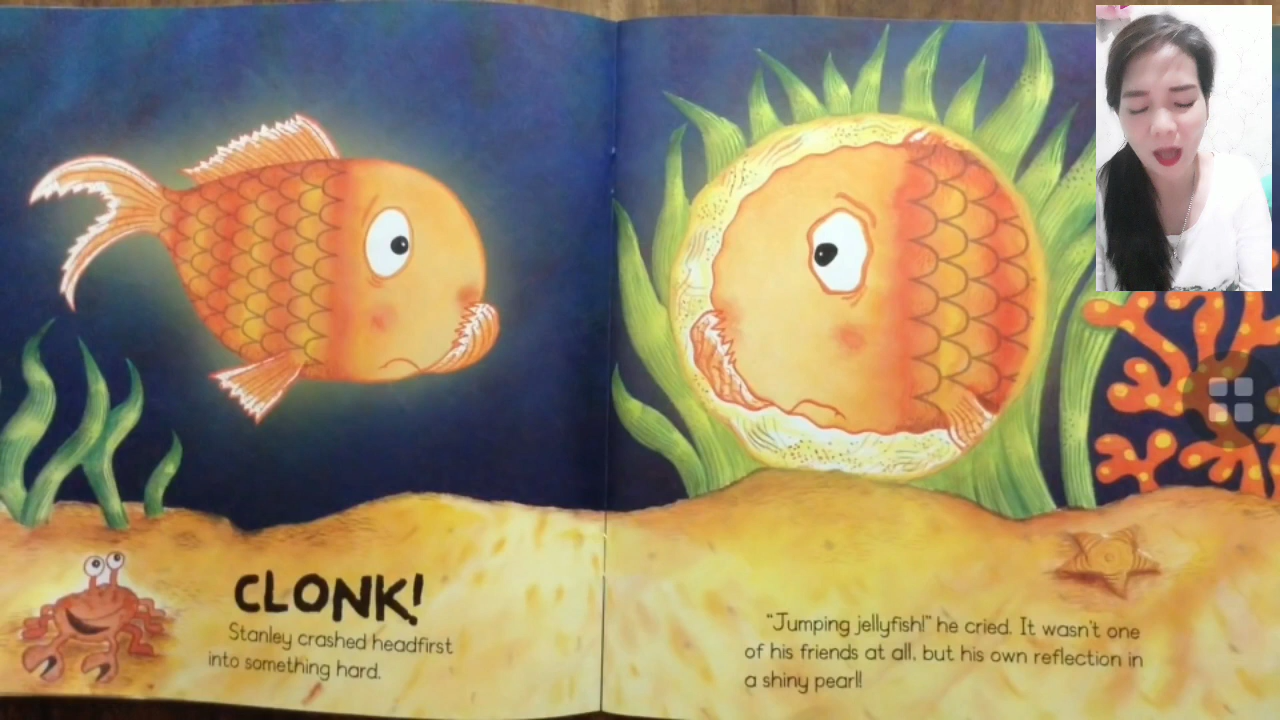 CLONK!
Stanley crashed headfirst
into something hard.
"Jumping jellyfish!" he cried. It wasn't one
of his friends at all, but his own reflection in
a shiny pearl!